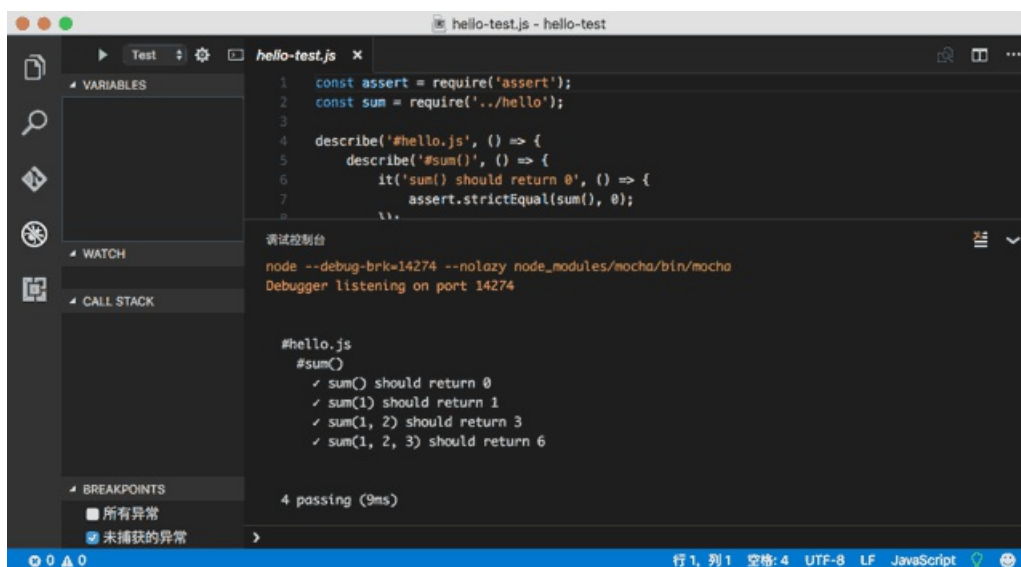 hello-test.js - hello-test
Test
hello-test.js ×
VARIABLES
1 const assert = require('assert');
2 const sum = require('../hello');
3
4 describe('#hello.js', () => {
5 describe('#sum()', () => {
6 it('sum() should return 0', () => {
7 assert.strictEqual(sum(), 0);
8 });
调试控制台
WATCH
node --debug-brk=14274 --nolazy node_modules/mocha/bin/mocha
Debugger listening on port 14274
CALL STACK
#hello.js
#sum()
✓ sum() should return 0
✓ sum(1) should return 1
✓ sum(1, 2) should return 3
✓ sum(1, 2, 3) should return 6
BREAKPOINTS
4 passing (9ms)
所有异常
未捕获的异常
0 0
行 1, 列 1 空格: 4 UTF-8 LF JavaScript